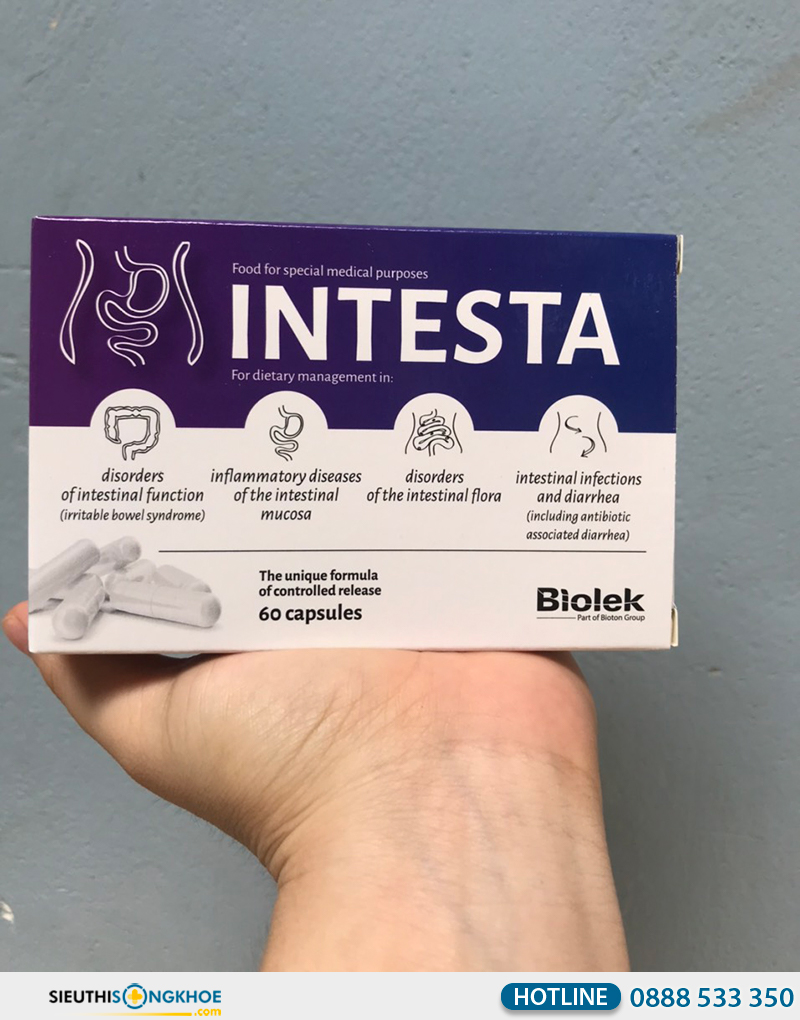 Food for special medical purposes
INTESTA
For dietary management in:
disorders
of intestinal function
(irritable bowel syndrome)
inflammatory diseases
of the intestinal
mucosa
disorders
of the intestinal flora
intestinal infections
and diarrhea
(including antibiotic
associated diarrhea)
The unique formula
of controlled release
60 capsules
Biolek
Part of Bioton Group
SIEUTHISONGKHOE
.com
HOTLINE 0888 533 350